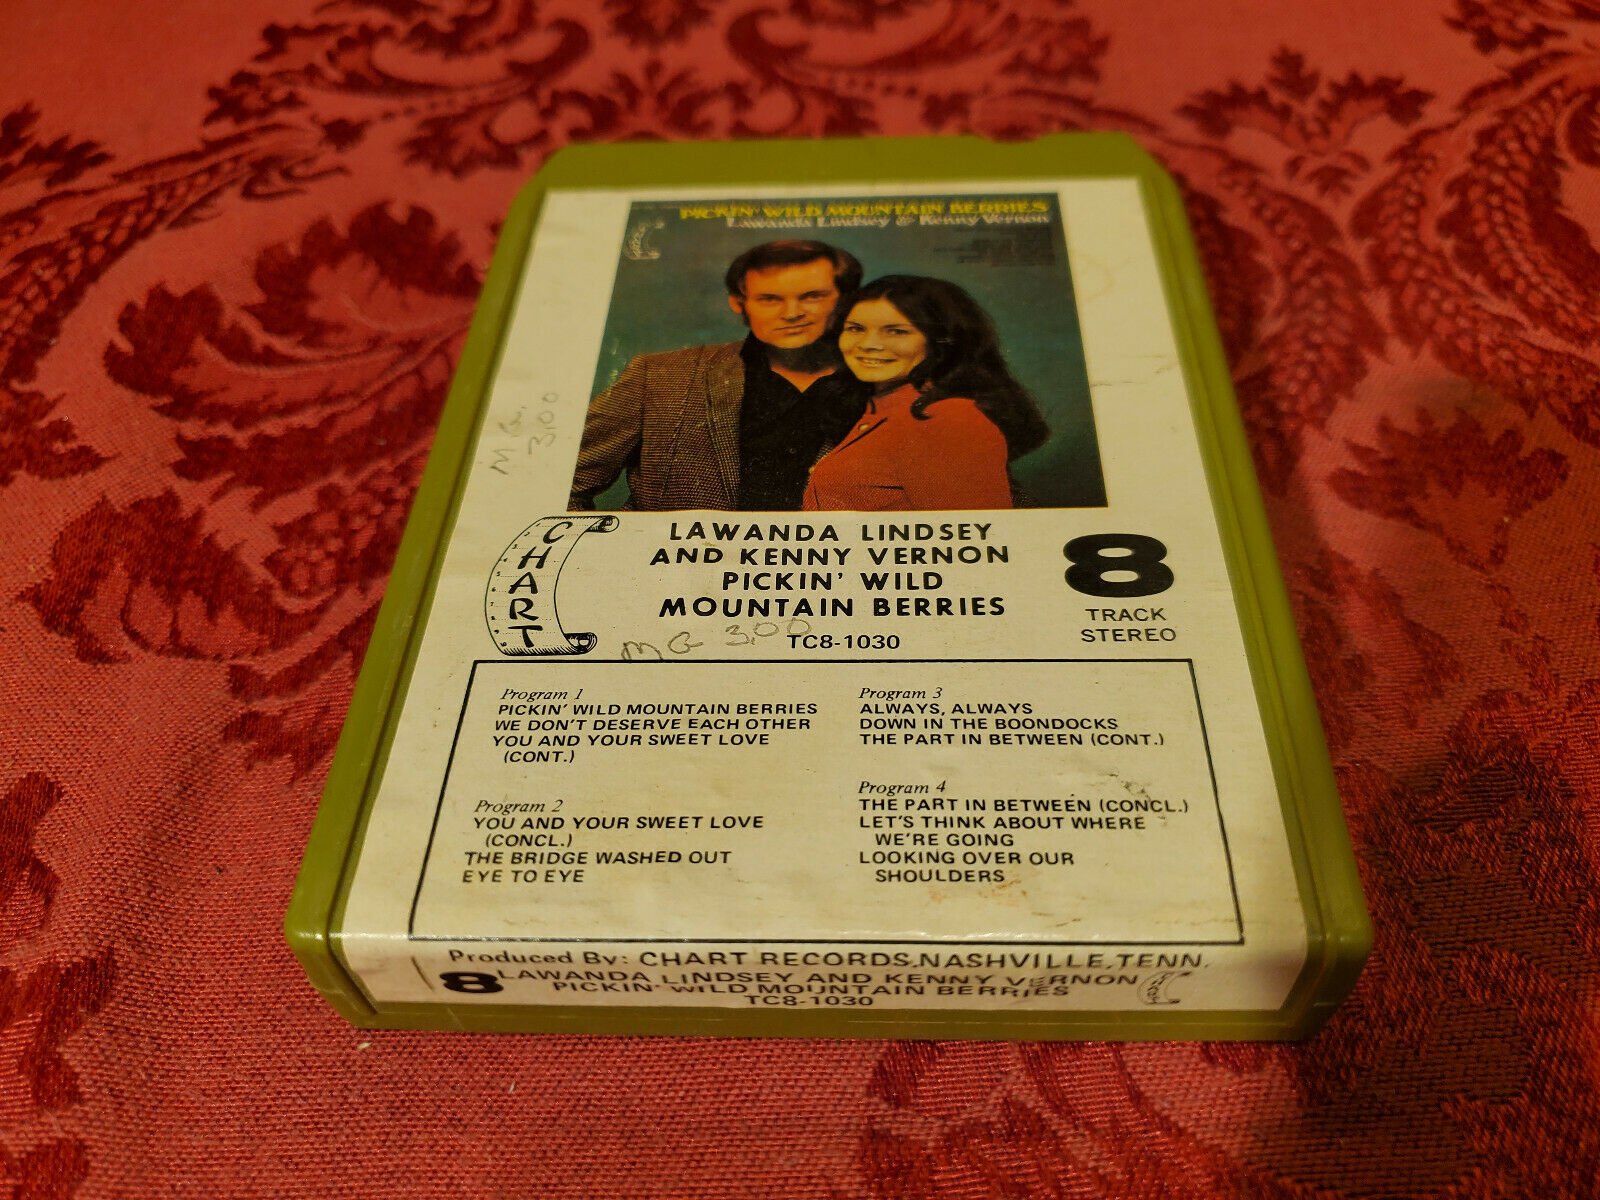 PICKIN' WILD MOUNTAIN BERRIES
Lawanda Lindsey & Kenny Vernon
3.00
CHART
LAWANDA LINDSEY
AND KENNY VERNON
PICKIN' WILD
MOUNTAIN BERRIES
TC8-1030
8
TRACK
STEREO
MG 3.00
Program 1
PICKIN' WILD MOUNTAIN BERRIES
WE DON'T DESERVE EACH OTHER
YOU AND YOUR SWEET LOVE
(CONT.)
Program 2
YOU AND YOUR SWEET LOVE
(CONCL.)
THE BRIDGE WASHED OUT
EYE TO EYE
Program 3
ALWAYS, ALWAYS
DOWN IN THE BOONDOCKS
THE PART IN BETWEEN (CONT.)
Program 4
THE PART IN BETWEEN (CONCL.)
LET'S THINK ABOUT WHERE
WE'RE GOING
LOOKING OVER OUR
SHOULDERS
Produced By: CHART RECORDS, NASHVILLE, TENN.
8 LAWANDA LINDSEY AND KENNY VERNON
PICKIN' WILD MOUNTAIN BERRIES
TC8-1030